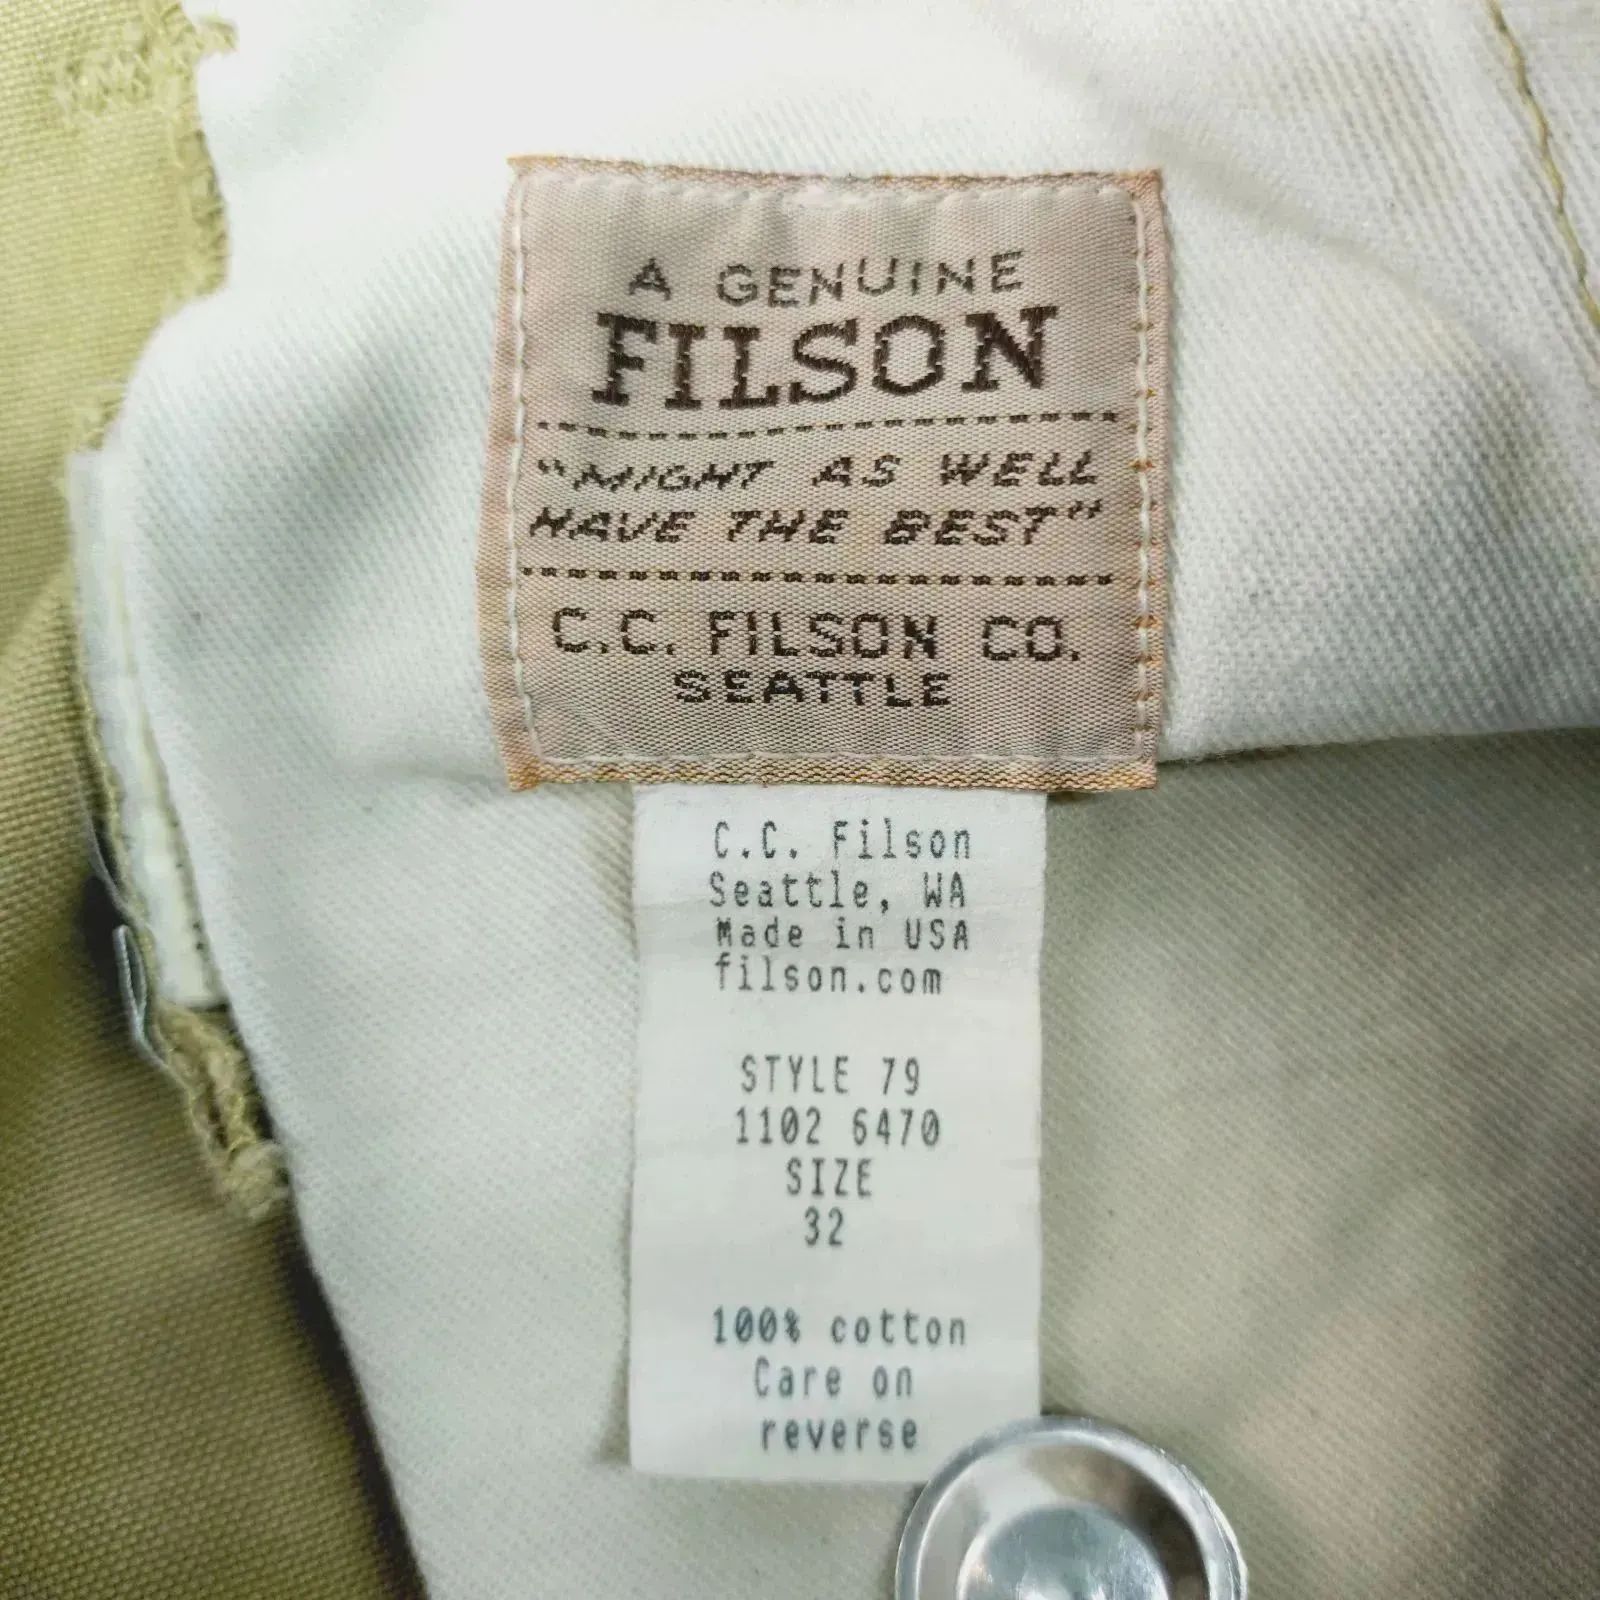 A GENUINE
FILSON
"MIGHT AS WELL
HAVE THE BEST"
C.C. FILSON CO.
SEATTLE
C.C. Filson
Seattle, WA
Made in USA
filson.com
STYLE 79
1102 6470
SIZE
32
100% cotton
Care on
reverse